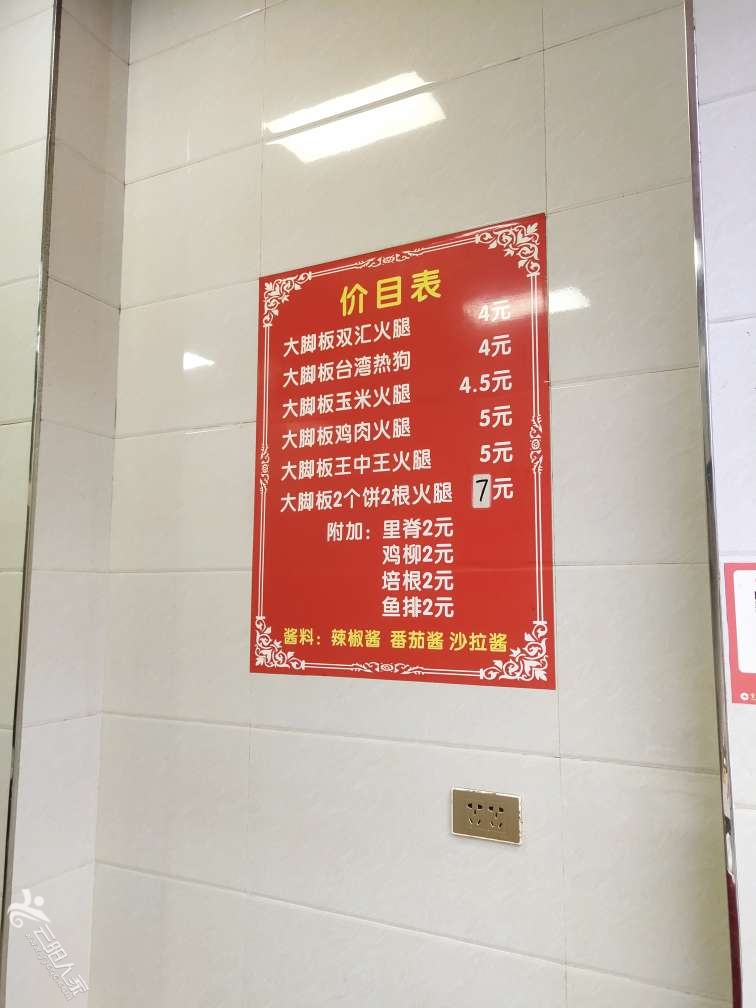 价目表
大脚板双汇火腿 4元
大脚板台湾热狗 4元
大脚板玉米火腿 4.5元
大脚板鸡肉火腿 5元
大脚板王中王火腿 5元
大脚板2个饼2根火腿 7元
附加：里脊2元
鸡柳2元
培根2元
鱼排2元
酱料：辣椒酱 番茄酱 沙拉酱
云阳人家